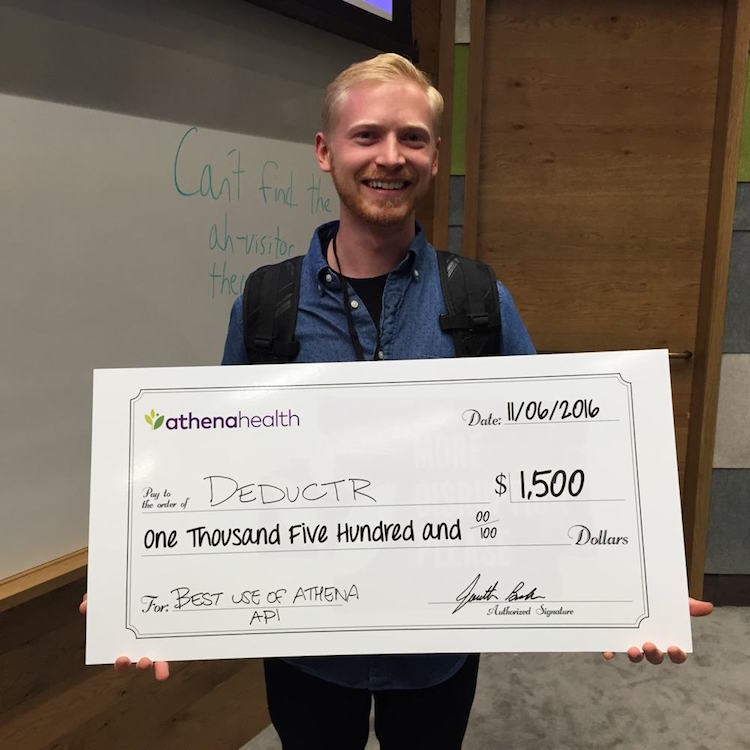 Can't find the
ah-visitor
athenahealth
Date: 11/06/2016
Pay to
the order of DEDUCTR $ 1,500
One Thousand Five Hundred and 00/100 Dollars
For: BEST USE OF ATHENA
API
Authorized Signature